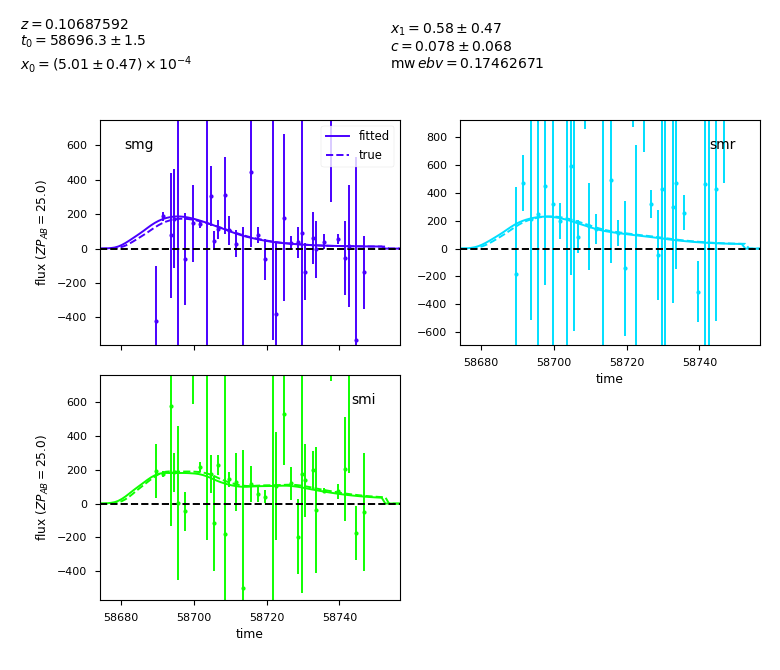 z = 0.10687592
t₀ = 58696.3 ± 1.5
x₀ = (5.01 ± 0.47) × 10⁻⁴
x₁ = 0.58 ± 0.47
c = 0.078 ± 0.068
mw ebv = 0.17462671
smg
fitted
true
flux (ZP_AB = 25.0)
600
400
200
0
−200
−400
smr
800
600
400
200
0
−200
−400
−600
58680 58700 58720 58740
time
smi
flux (ZP_AB = 25.0)
600
400
200
0
−200
−400
58680 58700 58720 58740
time